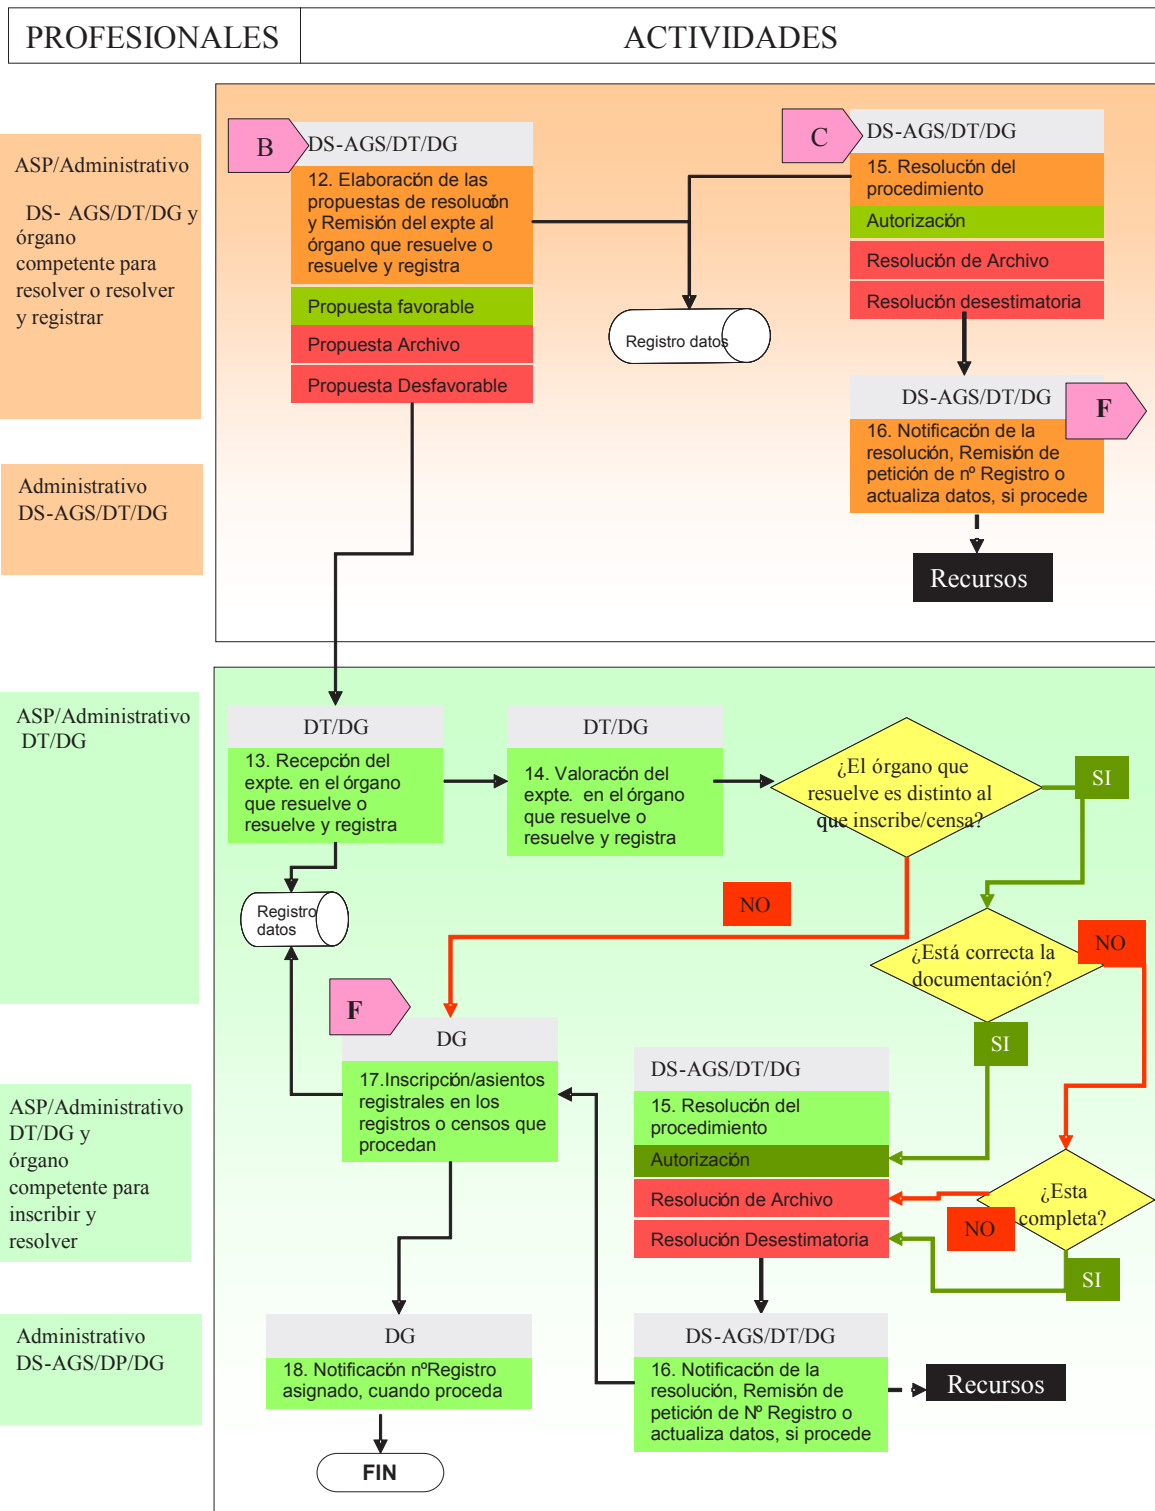 PROFESIONALES
ACTIVIDADES
ASP/Administrativo
DS- AGS/DT/DG y
órgano
competente para
resolver o resolver
y registrar
B
DS-AGS/DT/DG
12. Elaboración de las
propuestas de resolución
y Remisión del expte al
órgano que resuelve o
resuelve y registra
Propuesta favorable
Propuesta Archivo
Propuesta Desfavorable
Registro datos
C
DS-AGS/DT/DG
15. Resolución del
procedimiento
Autorización
Resolución de Archivo
Resolución desestimatoria
DS-AGS/DT/DG
F
16. Notificación de la
resolución, Remisión de
petición de nº Registro o
actualiza datos, si procede
Recursos
Administrativo
DS-AGS/DT/DG
ASP/Administrativo
DT/DG
DT/DG
13. Recepción del
expte. en el órgano
que resuelve o
resuelve y registra
DT/DG
14. Valoración del
expte. en el órgano
que resuelve o
resuelve y registra
¿El órgano que
resuelve es distinto al
que inscribe/censa?
SI
NO
Registro
datos
¿Está correcta la
documentación?
NO
SI
F
DG
17.Inscripción/asientos
registrales en los
registros o censos que
procedan
DS-AGS/DT/DG
15. Resolución del
procedimiento
Autorización
Resolución de Archivo
Resolución Desestimatoria
¿Esta
completa?
NO
SI
ASP/Administrativo
DT/DG y
órgano
competente para
inscribir y
resolver
Administrativo
DS-AGS/DP/DG
DG
18. Notificación nºRegistro
asignado, cuando proceda
FIN
DS-AGS/DT/DG
16. Notificación de la
resolución, Remisión de
petición de Nº Registro o
actualiza datos, si procede
Recursos